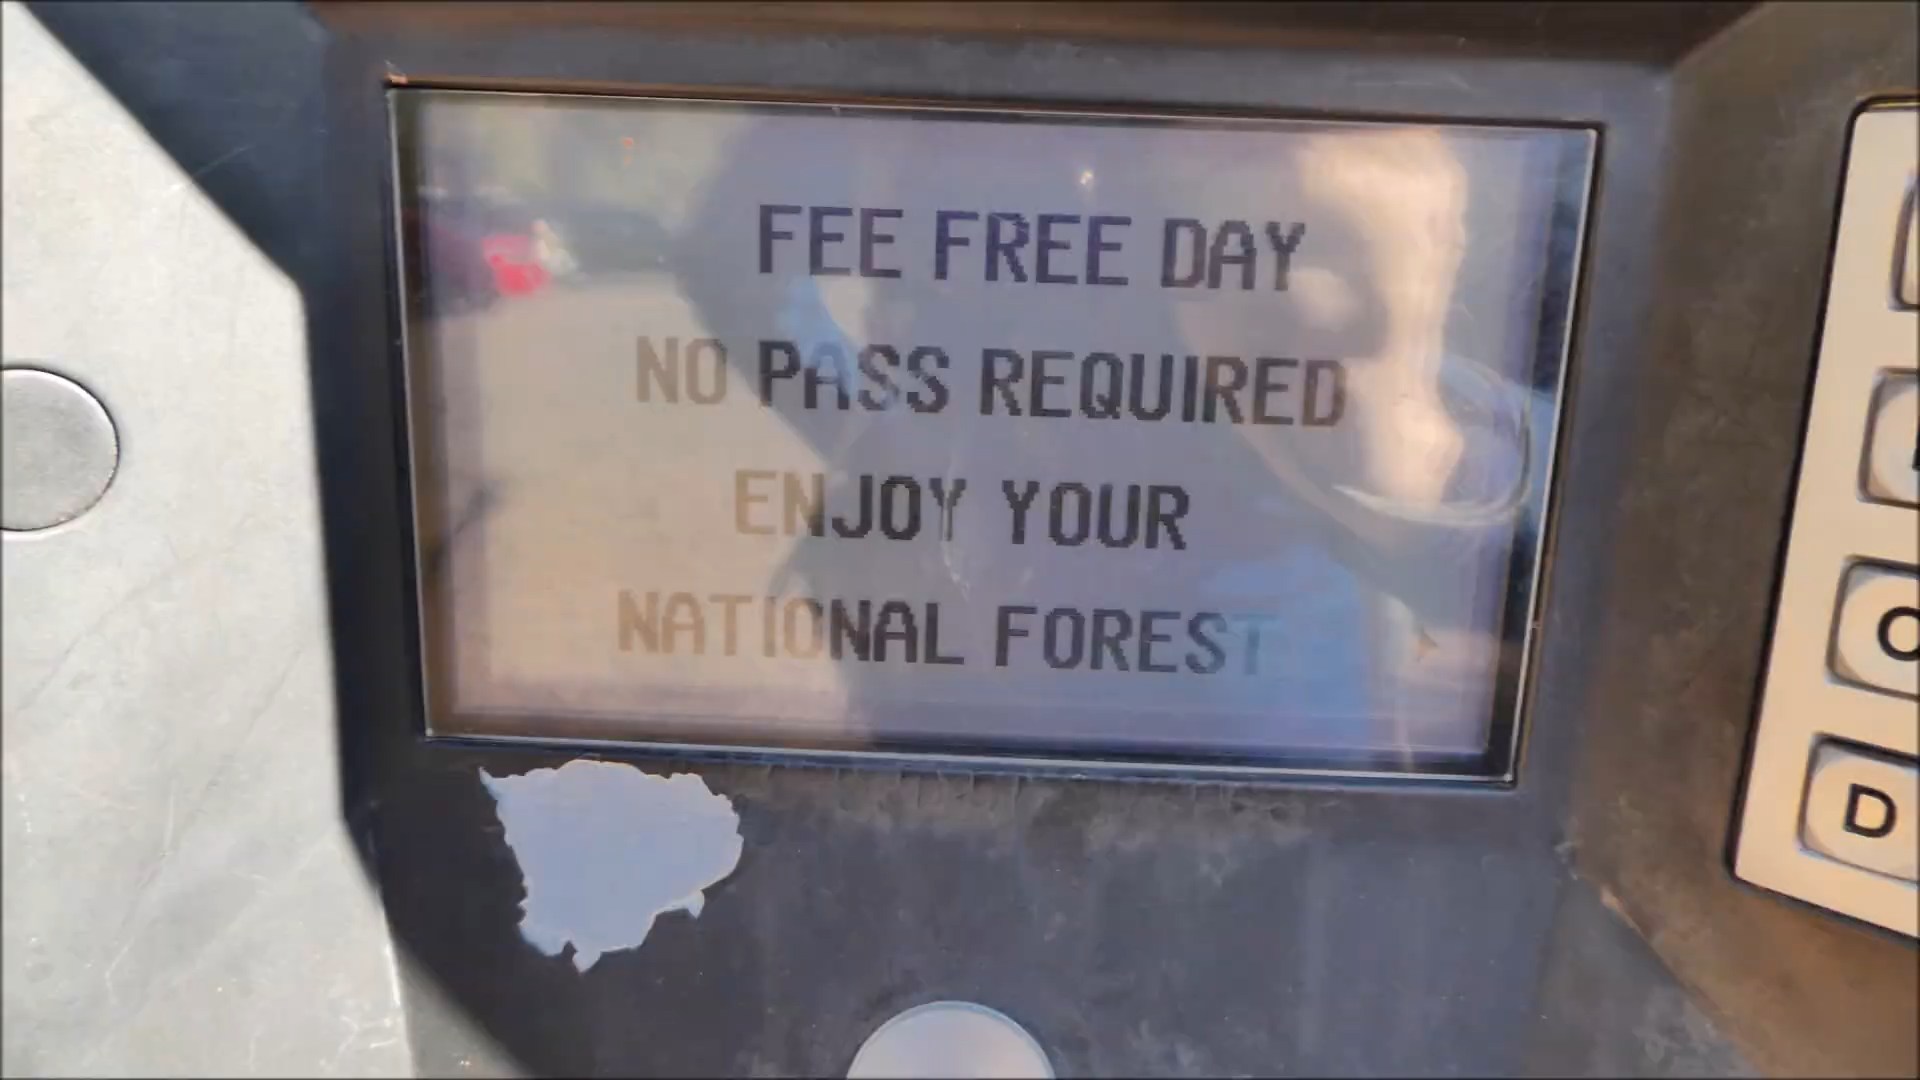 FEE FREE DAY
NO PASS REQUIRED
ENJOY YOUR
NATIONAL FOREST
O
D